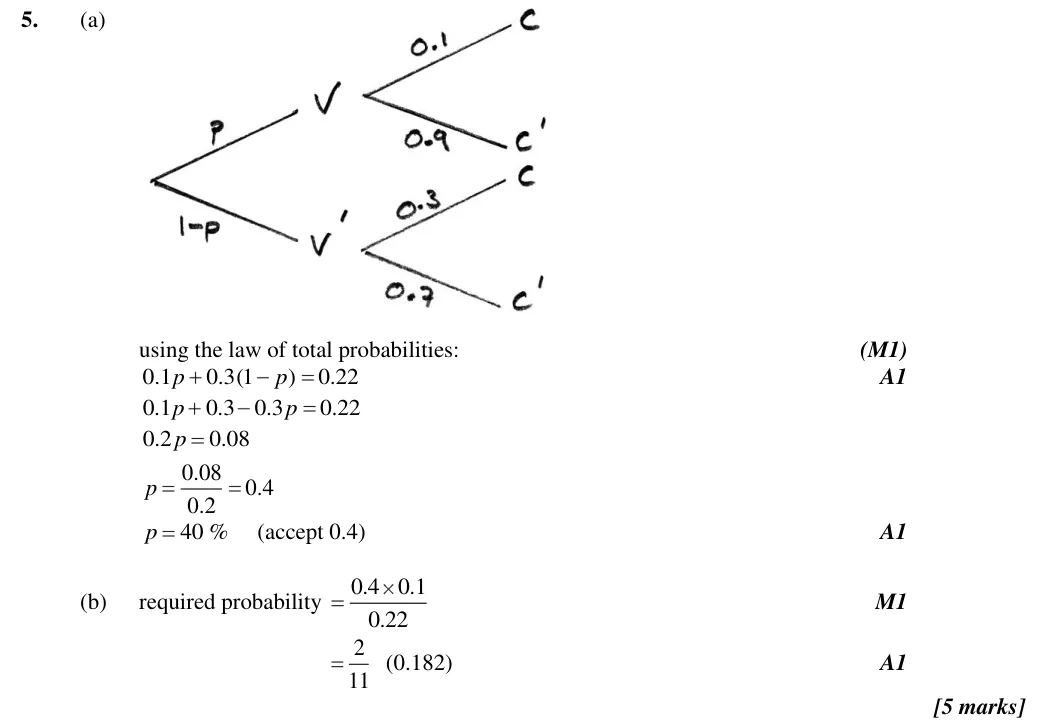 5. (a)
C
0.1
V
p
0.9
C'
C
0.3
1-p
V'
0.7
C'
using the law of total probabilities: (M1)
0.1p + 0.3(1 − p) = 0.22 A1
0.1p + 0.3 − 0.3p = 0.22
0.2p = 0.08
p = 0.08/0.2 = 0.4
p = 40 % (accept 0.4) A1
(b) required probability = 0.4×0.1/0.22 M1
= 2/11 (0.182) A1
[5 marks]